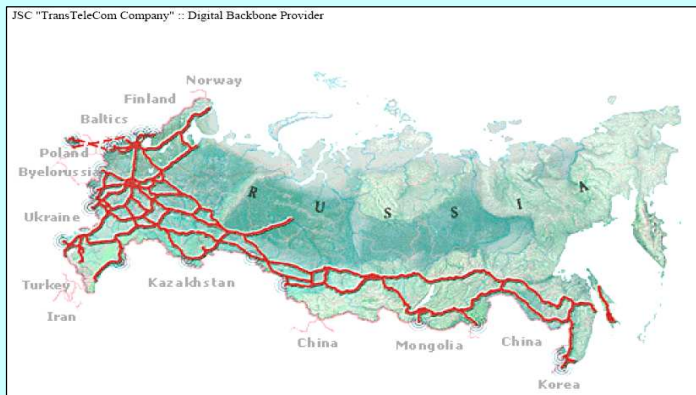 JSC "TransTeleCom Company" :: Digital Backbone Provider
Norway
Finland
Baltics
Poland
Byelorussia
RUSSIA
Ukraine
Turkey
Kazakhstan
Iran
China
Mongolia
China
Korea